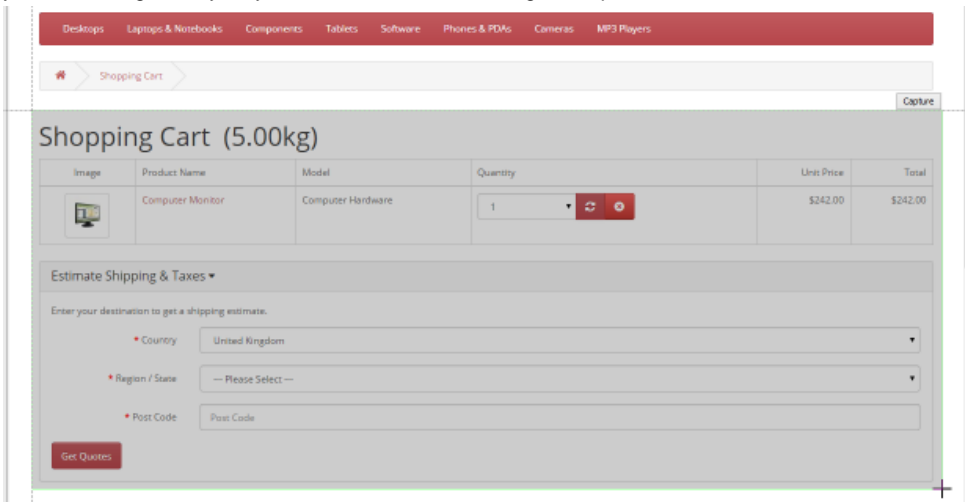 Desktops Laptops & Notebooks Components Tablets Software Phones & PDAs Cameras MP3 Players
Shopping Cart
Capture
Shopping Cart (5.00kg)
Image Product Name Model Quantity Unit Price Total
Computer Monitor Computer Hardware 1 $242.00 $242.00
Estimate Shipping & Taxes
Enter your destination to get a shipping estimate.
* Country United Kingdom
* Region / State --- Please Select ---
* Post Code Post Code
Get Quotes